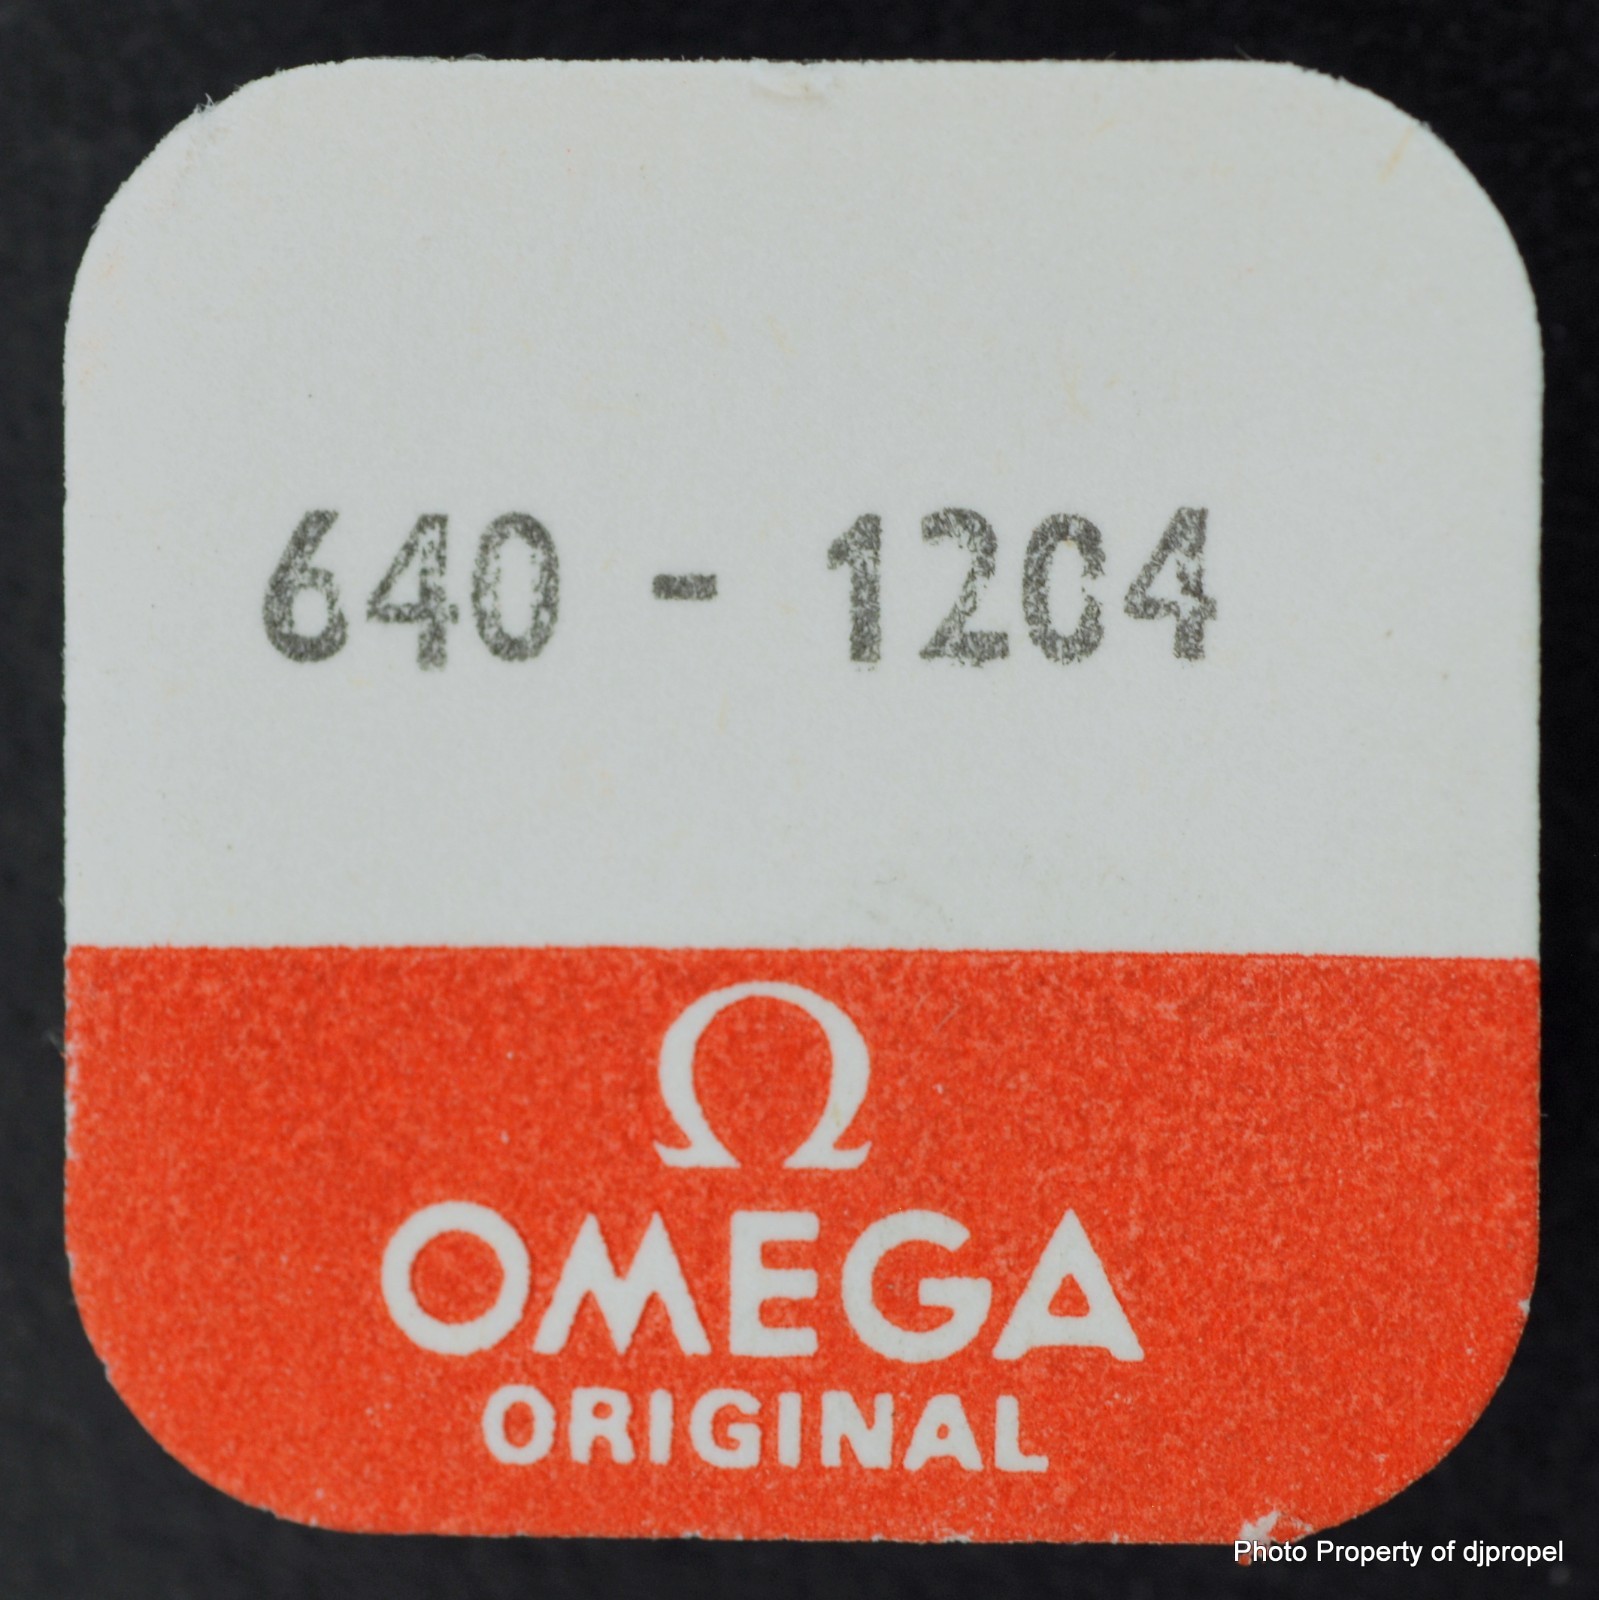 640 - 1204
Ω
OMEGA
ORIGINAL
Photo Property of djpropel